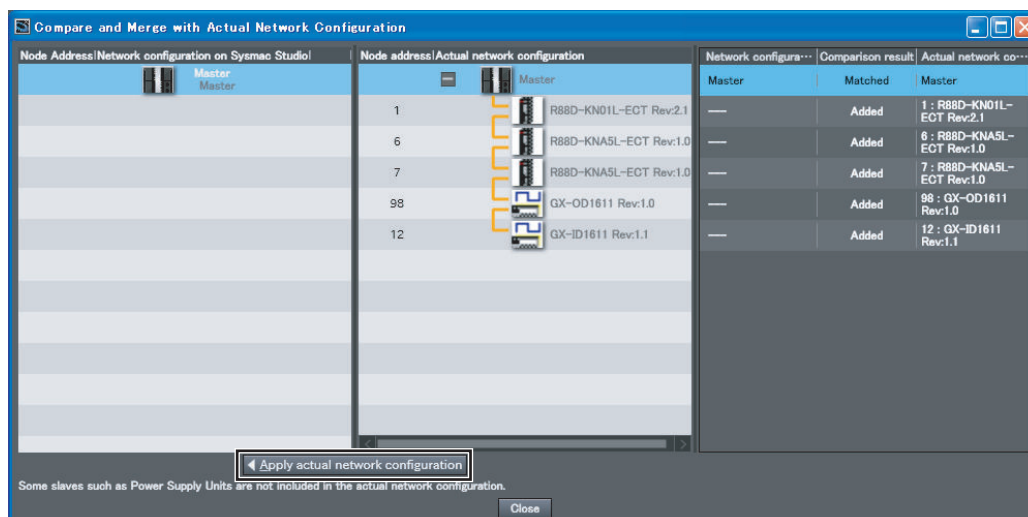 Compare and Merge with Actual Network Configuration
Node Address|Network configuration on Sysmac Studio|
Master
Master
Node address|Actual network configuration
Master
1 R88D-KN01L-ECT Rev:2.1
6 R88D-KNA5L-ECT Rev:1.0
7 R88D-KNA5L-ECT Rev:1.0
98 GX-OD1611 Rev:1.0
12 GX-ID1611 Rev:1.1
Network configura··· Comparison result Actual network co···
Master Matched Master
--- Added 1 : R88D-KN01L-
ECT Rev:2.1
--- Added 6 : R88D-KNA5L-
ECT Rev:1.0
--- Added 7 : R88D-KNA5L-
ECT Rev:1.0
--- Added 98 : GX-OD1611
Rev:1.0
--- Added 12 : GX-ID1611
Rev:1.1
Apply actual network configuration
Some slaves such as Power Supply Units are not included in the actual network configuration.
Close